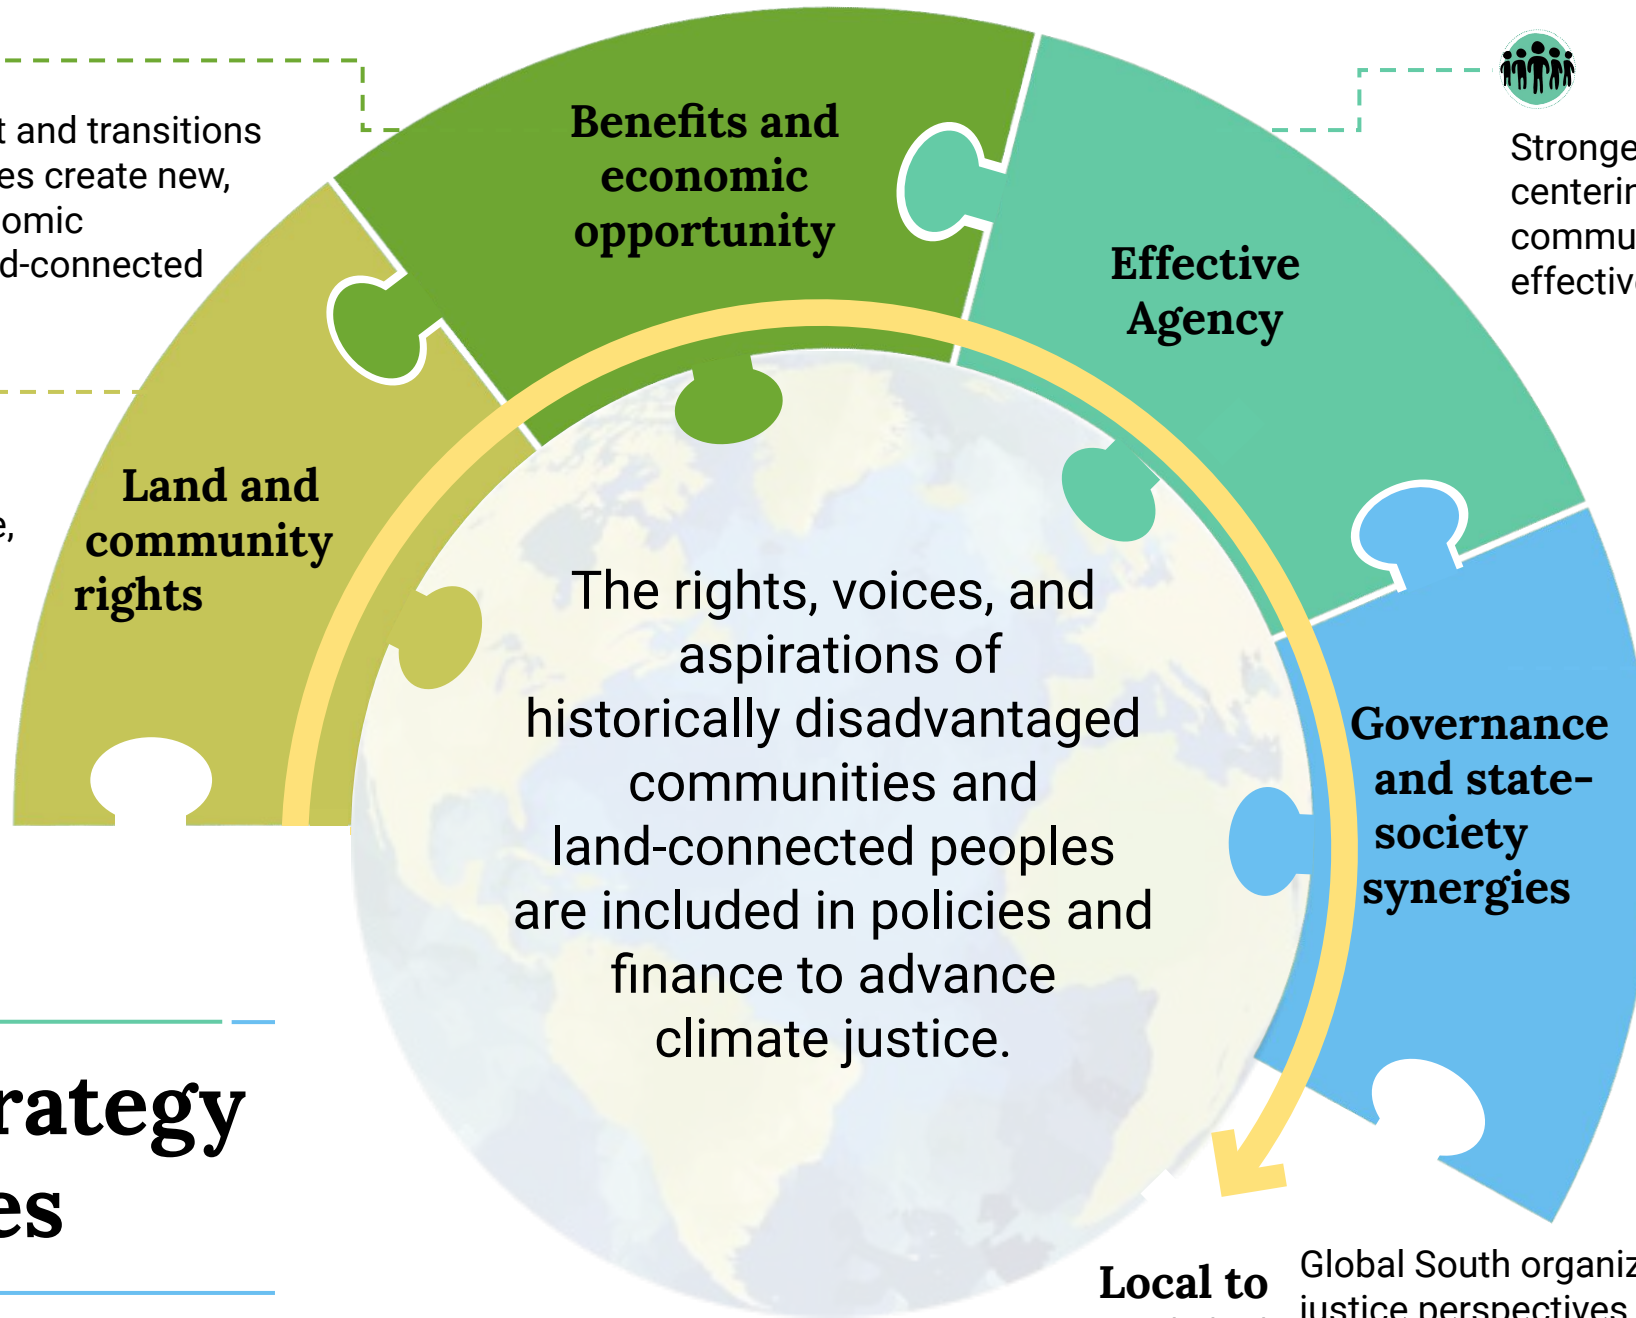 t and transitions
es create new,
omic
d-connected
e,
Benefits and
economic
opportunity
Effective
Agency
Stronge
centerin
commu
effectiv
Land and
community
rights
Governance
and state-
society
synergies
The rights, voices, and
aspirations of
historically disadvantaged
communities and
land-connected peoples
are included in policies and
finance to advance
climate justice.
rategy
es
Local to
Global South organiz
justice perspectives